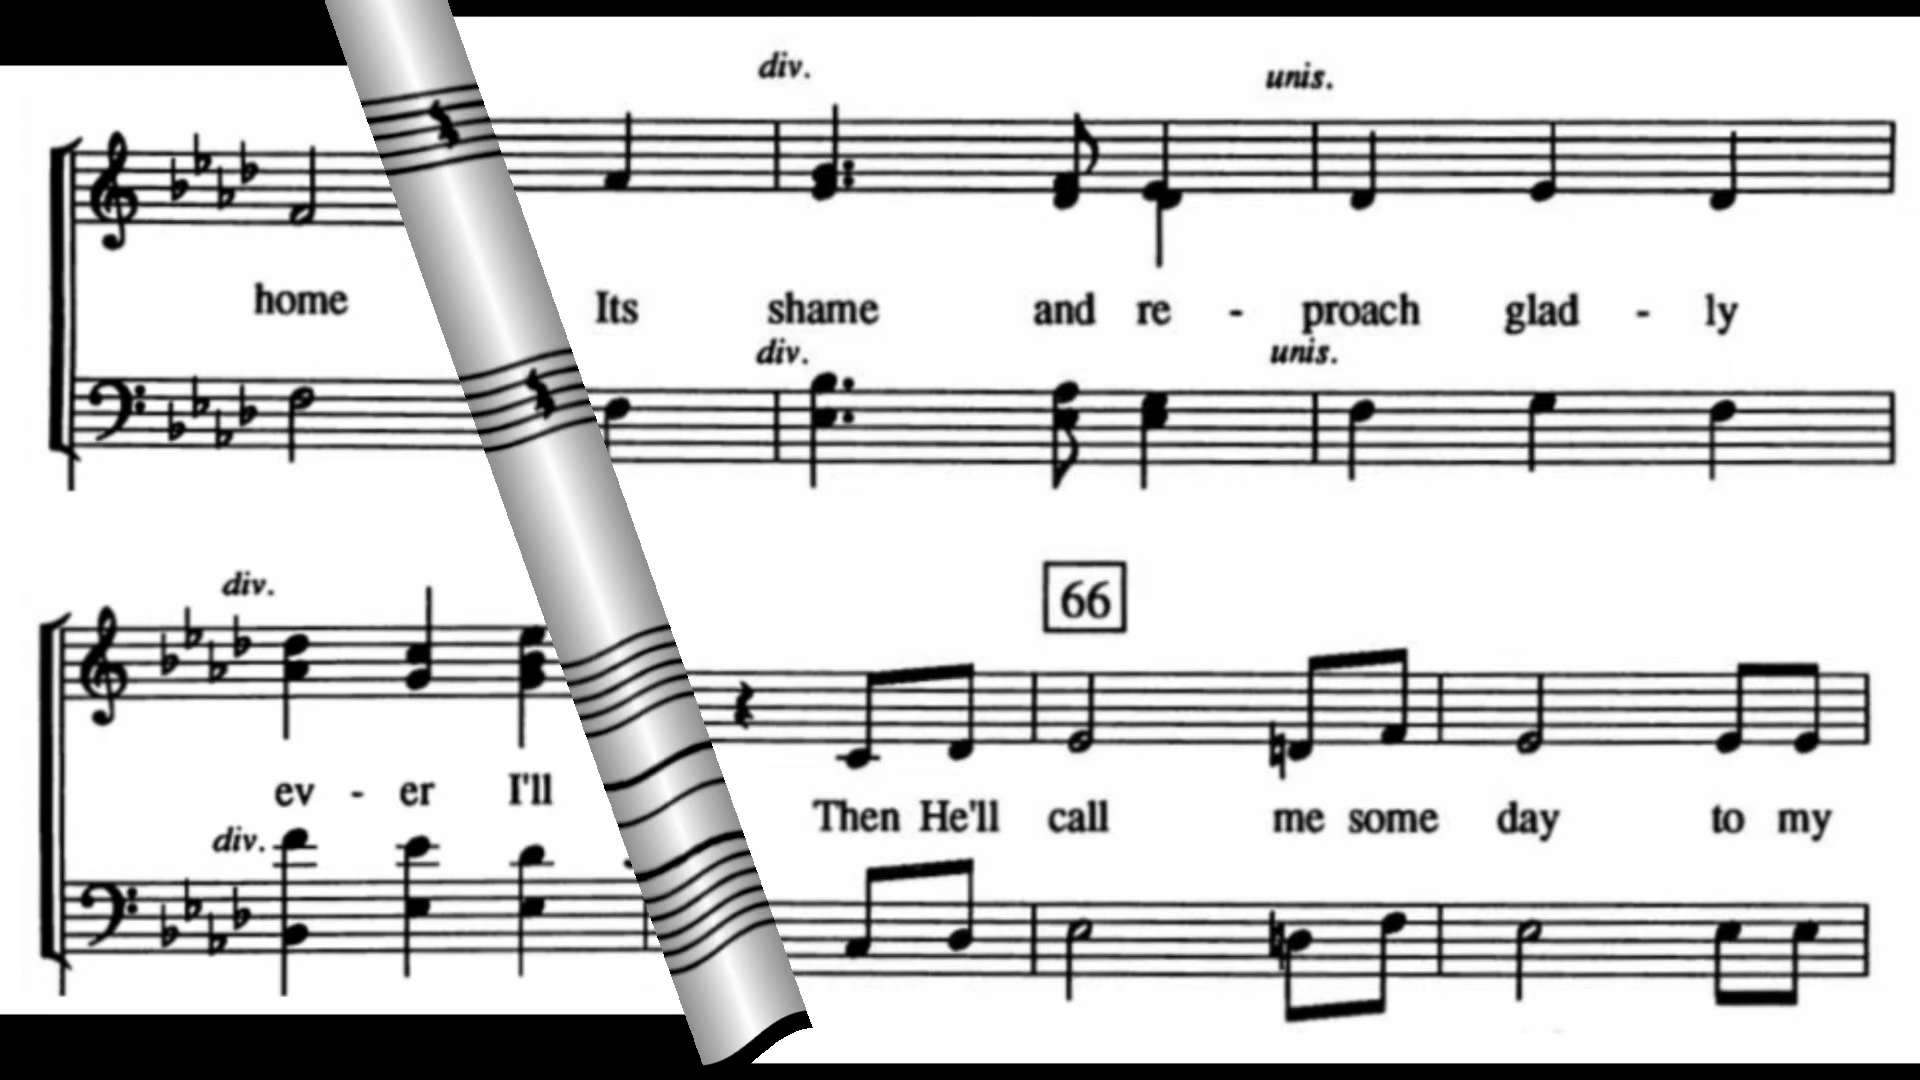 div. unis.
home Its shame and re - proach glad - ly
div. unis.
div. 66
ev - er I'll Then He'll call me some day to my
div.